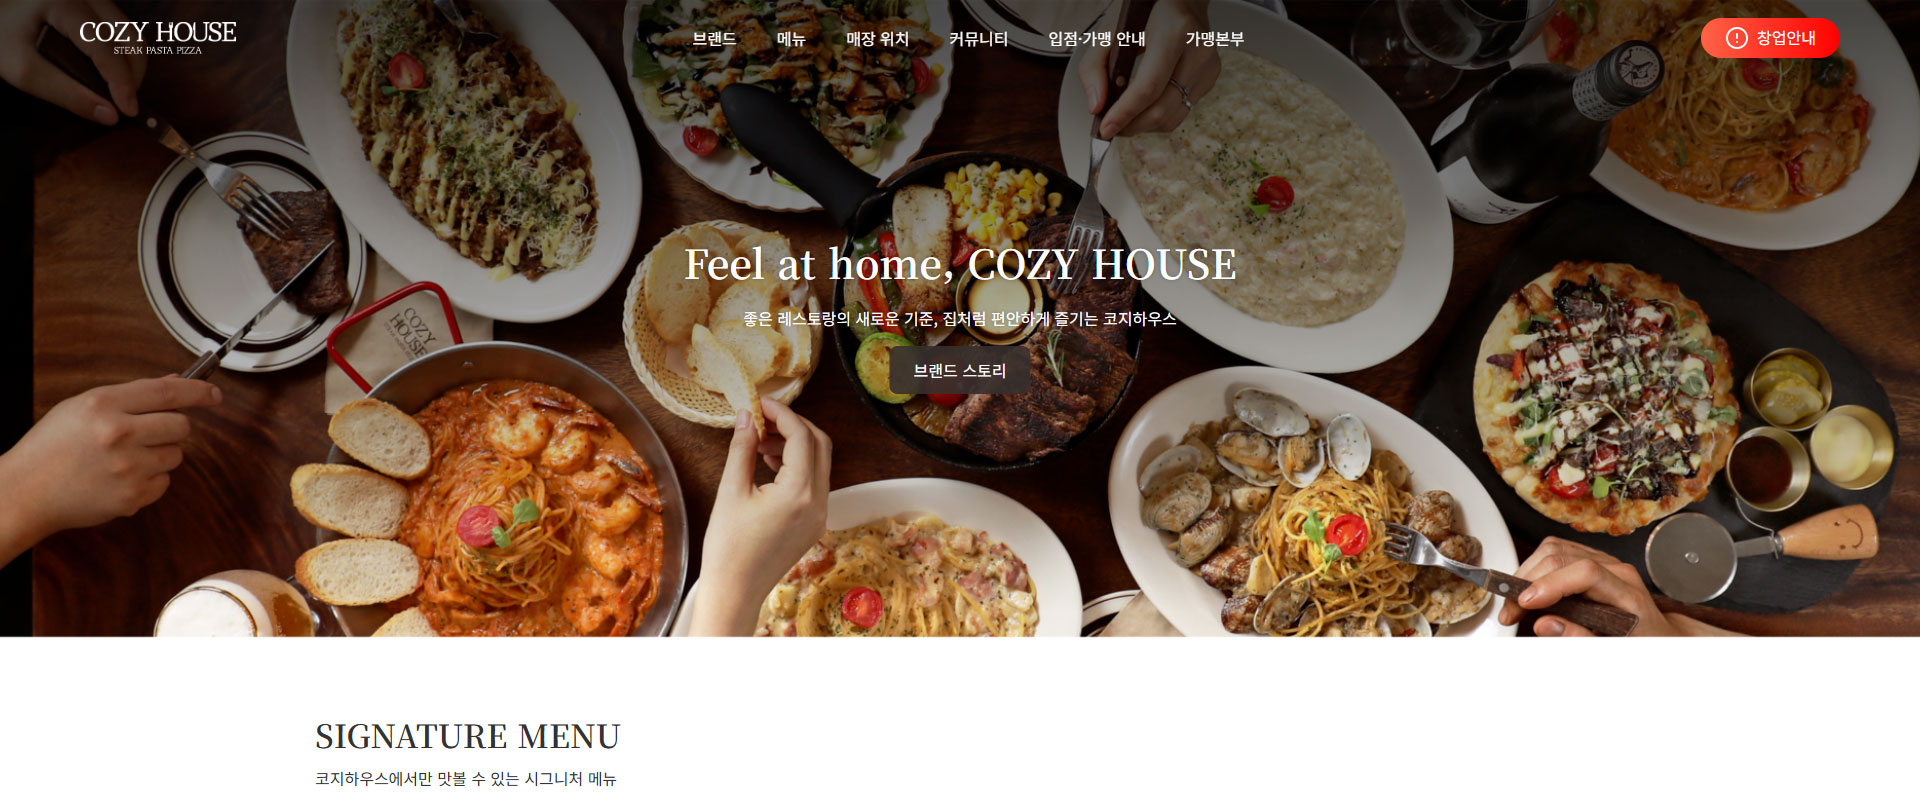 COZY HOUSE
STEAK PASTA PIZZA
브랜드
메뉴
매장 위치
커뮤니티
입점·가맹 안내
가맹본부
창업안내
Feel at home, COZY HOUSE
좋은 레스토랑의 새로운 기준, 집처럼 편안하게 즐기는 코지하우스
브랜드 스토리
COZY
HOUSE
SIGNATURE MENU
코지하우스에서만 맛볼 수 있는 시그니처 메뉴